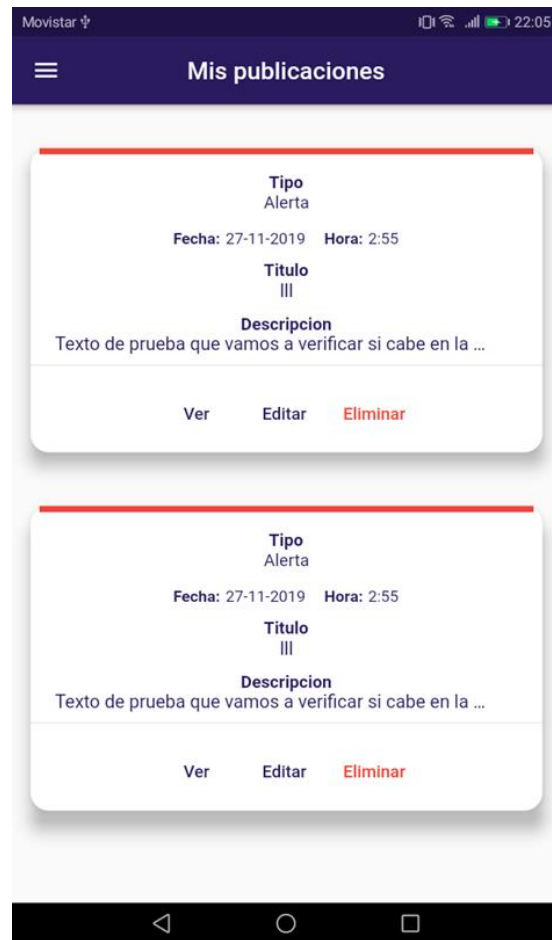 Movistar 22:05
Mis publicaciones
Tipo
Alerta
Fecha: 27-11-2019 Hora: 2:55
Titulo
lll
Descripcion
Texto de prueba que vamos a verificar si cabe en la ...
Ver Editar Eliminar
Tipo
Alerta
Fecha: 27-11-2019 Hora: 2:55
Titulo
lll
Descripcion
Texto de prueba que vamos a verificar si cabe en la ...
Ver Editar Eliminar